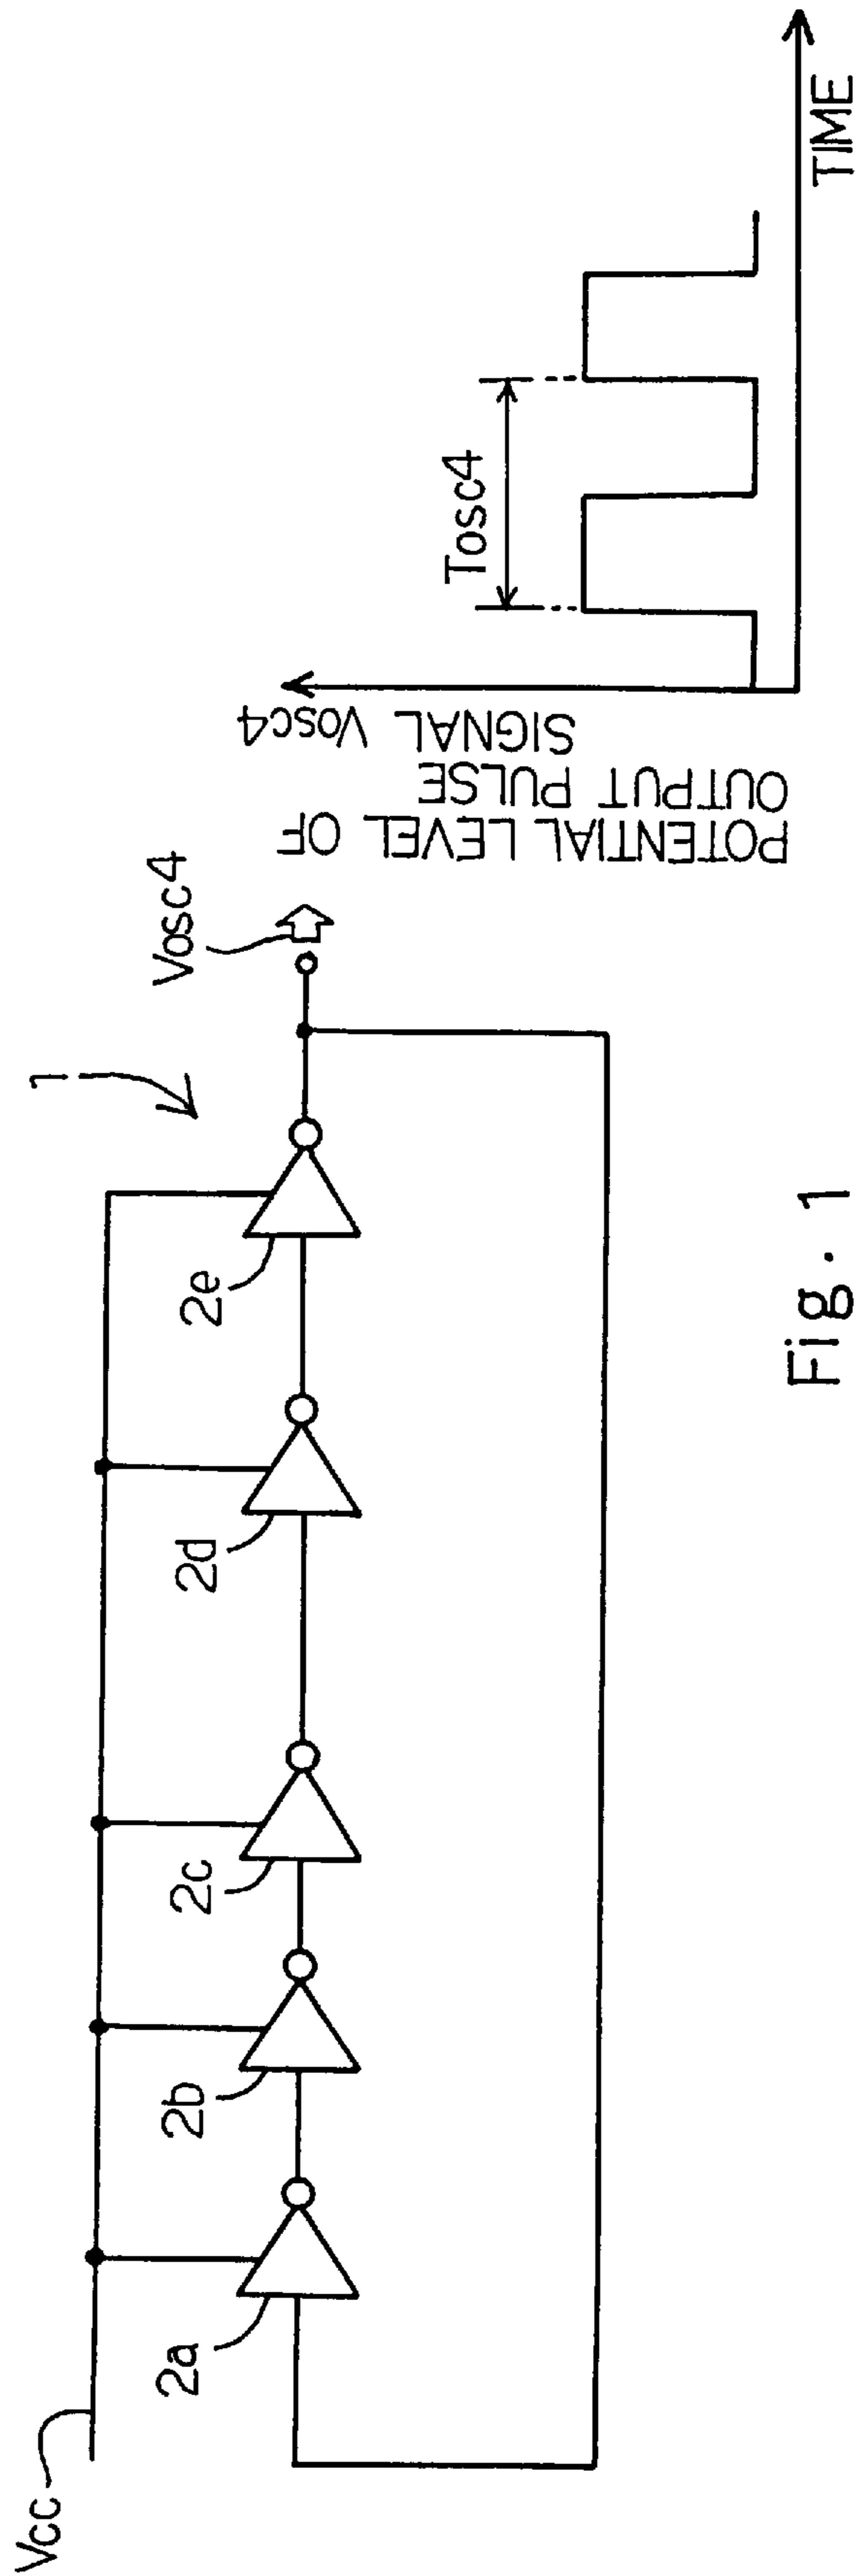 Vcc
2a
2b
2c
2d
2e
1
Vosc4
POTENTIAL LEVEL OF
OUTPUT PULSE
SIGNAL Vosc4
Tosc4
TIME
Fig. 1